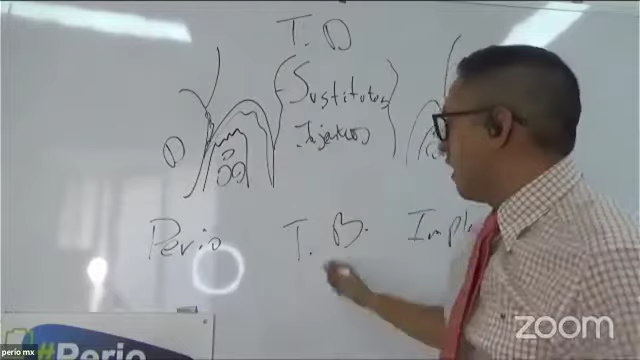 T. D
Sustitutos
Injertos
D
Perio T. B. Impl
#Perio
perio mx
zoom